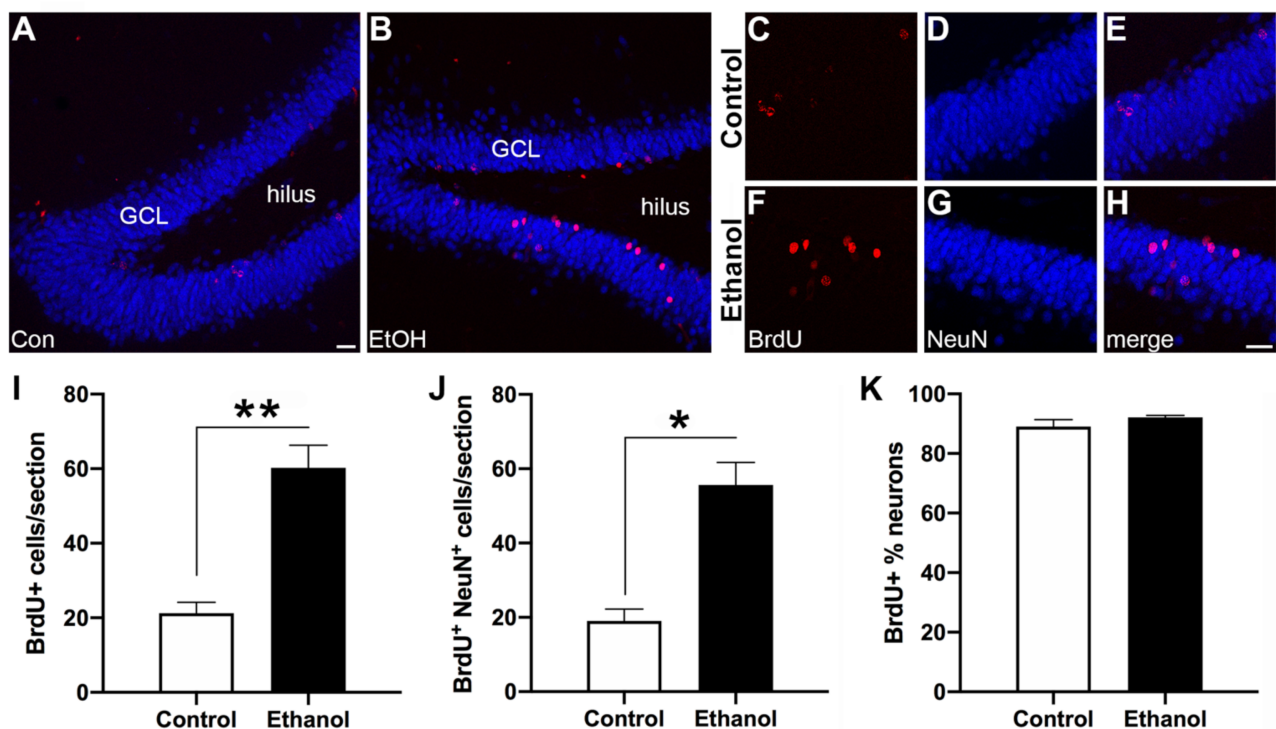 A
GCL
hilus
Con
B
GCL
hilus
EtOH
Control
C
D
E
Ethanol
F
BrdU
G
NeuN
H
merge
I
BrdU+ cells/section
80
60
40
20
0
**
Control Ethanol
J
BrdU⁺ NeuN⁺ cells/section
80
60
40
20
0
*
Control Ethanol
K
BrdU+ % neurons
100
80
60
40
20
0
Control Ethanol